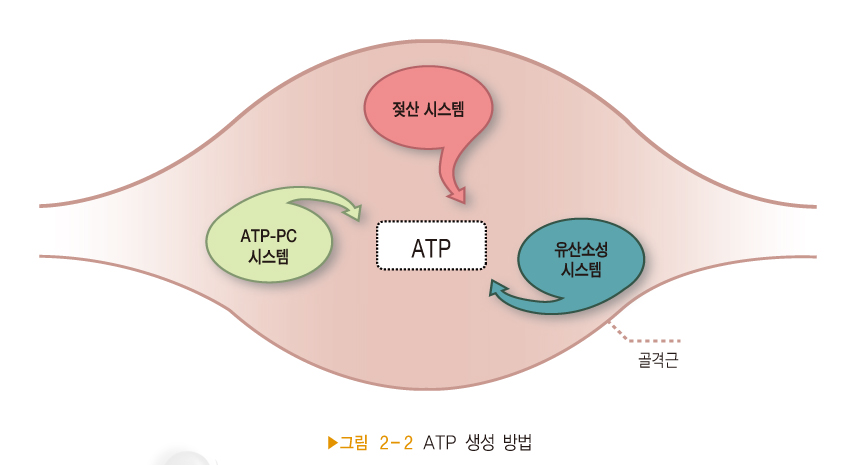 젖산 시스템
ATP-PC
시스템
ATP
유산소성
시스템
골격근
▶그림 2-2 ATP 생성 방법